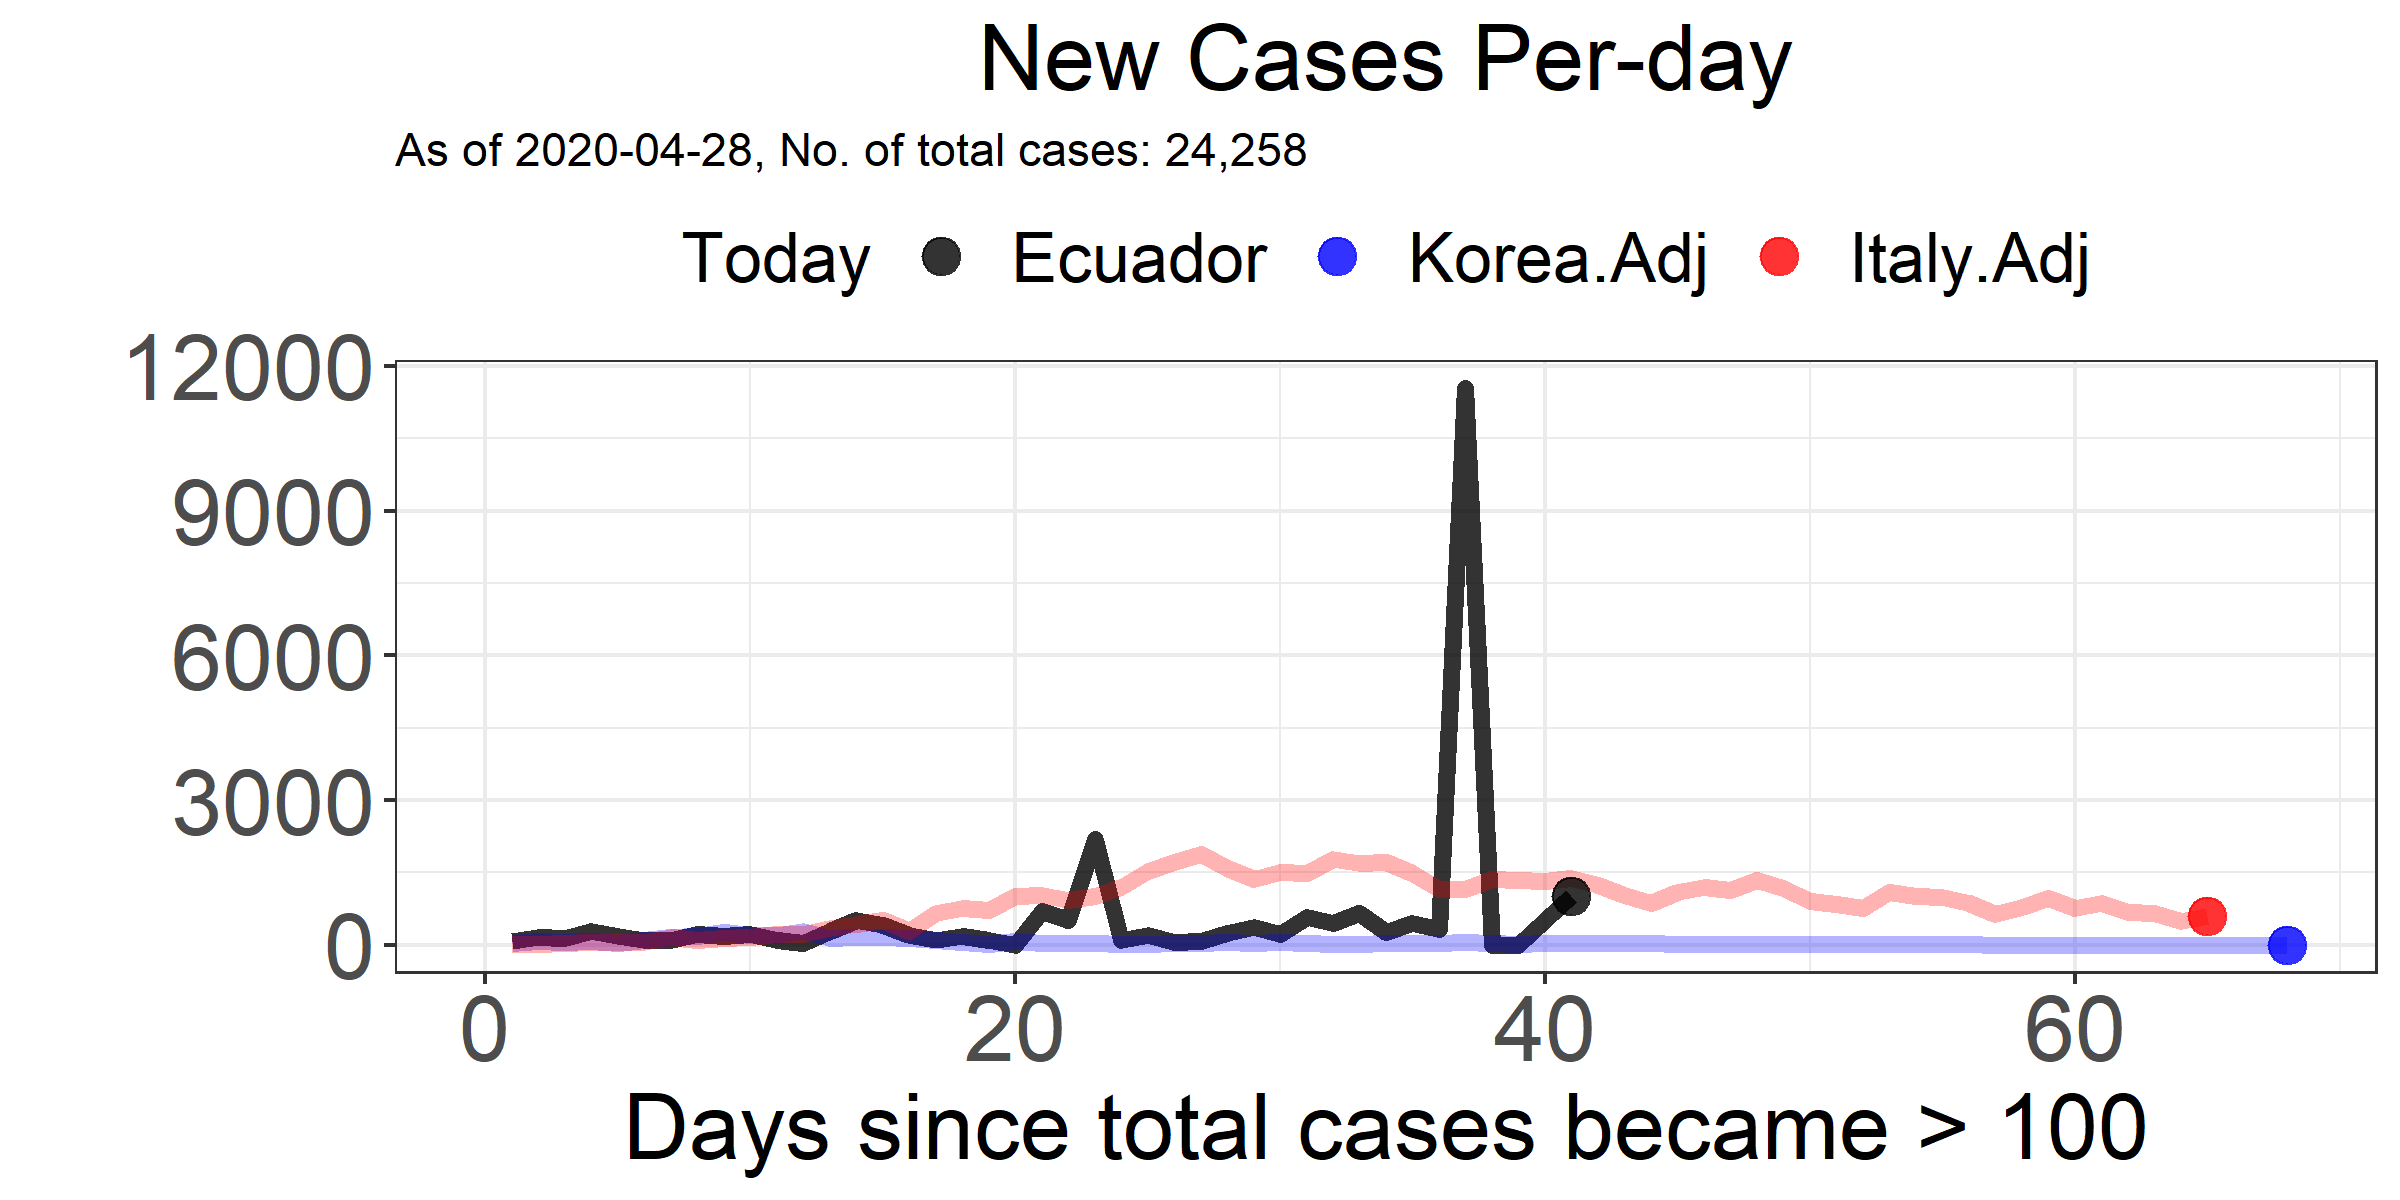 New Cases Per-day
As of 2020-04-28, No. of total cases: 24,258
Today Ecuador Korea.Adj Italy.Adj
12000
9000
6000
3000
0
0 20 40 60
Days since total cases became > 100